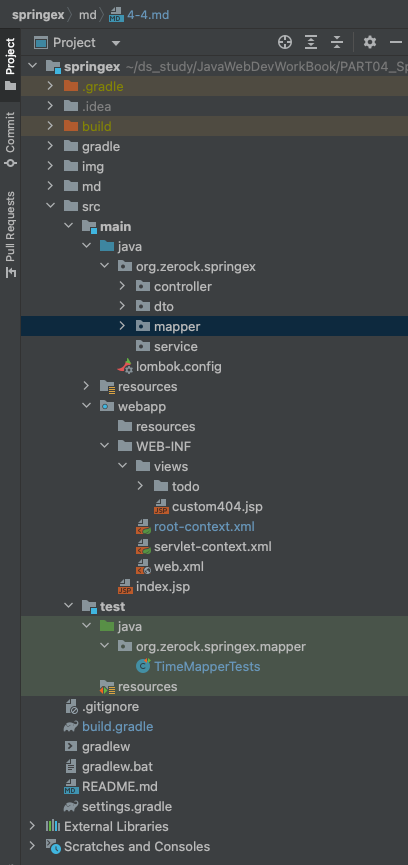 springex › md › 4-4.md
Project
springex ~/ds_study/JavaWebDevWorkBook/PART04_Sp
.gradle
.idea
build
gradle
img
md
src
main
java
org.zerock.springex
controller
dto
mapper
service
lombok.config
resources
webapp
resources
WEB-INF
views
todo
custom404.jsp
root-context.xml
servlet-context.xml
web.xml
index.jsp
test
java
org.zerock.springex.mapper
TimeMapperTests
resources
.gitignore
build.gradle
gradlew
gradlew.bat
README.md
settings.gradle
External Libraries
Scratches and Consoles
Project
Commit
Pull Requests